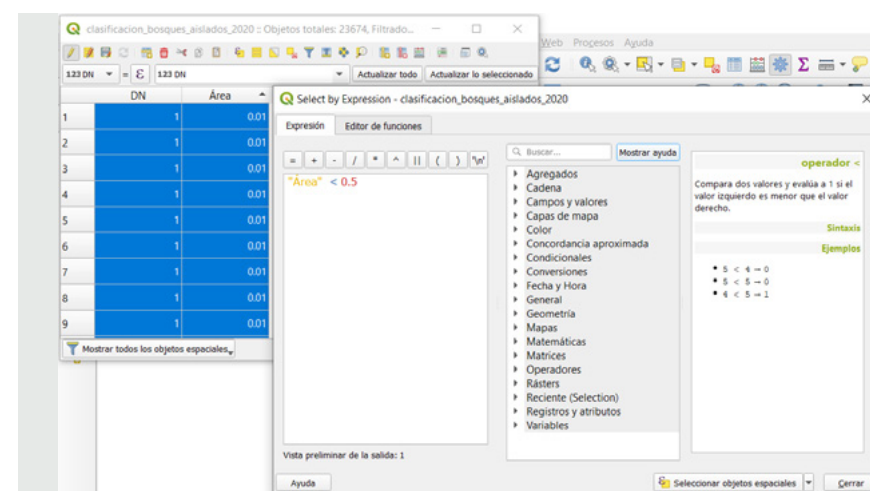 clasificacion_bosques_aislados_2020 :: Objetos totales: 23674, Filtrado...
Web Procesos Ayuda
123 DN = Ɛ 123 DN Actualizar todo Actualizar lo seleccionado
DN Área
1 1 0.01
2 1 0.01
3 1 0.01
4 1 0.01
5 1 0.01
6 1 0.01
7 1 0.01
8 1 0.01
9 1 0.01
Mostrar todos los objetos espaciales
Select by Expression - clasificacion_bosques_aislados_2020
Expresión Editor de funciones
= + - / * ^ || ( ) '\n'
"Área" < 0.5
Vista preliminar de la salida: 1
Buscar... Mostrar ayuda
Agregados
Cadena
Campos y valores
Capas de mapa
Color
Concordancia aproximada
Condicionales
Conversiones
Fecha y Hora
General
Geometría
Mapas
Matemáticas
Matrices
Operadores
Rásters
Reciente (Selection)
Registros y atributos
Variables
operador <
Compara dos valores y evalúa a 1 si el
valor izquierdo es menor que el valor
derecho.
Sintaxis
Ejemplos
5 < 4 → 0
5 < 5 → 0
4 < 5 → 1
Ayuda Seleccionar objetos espaciales Cerrar